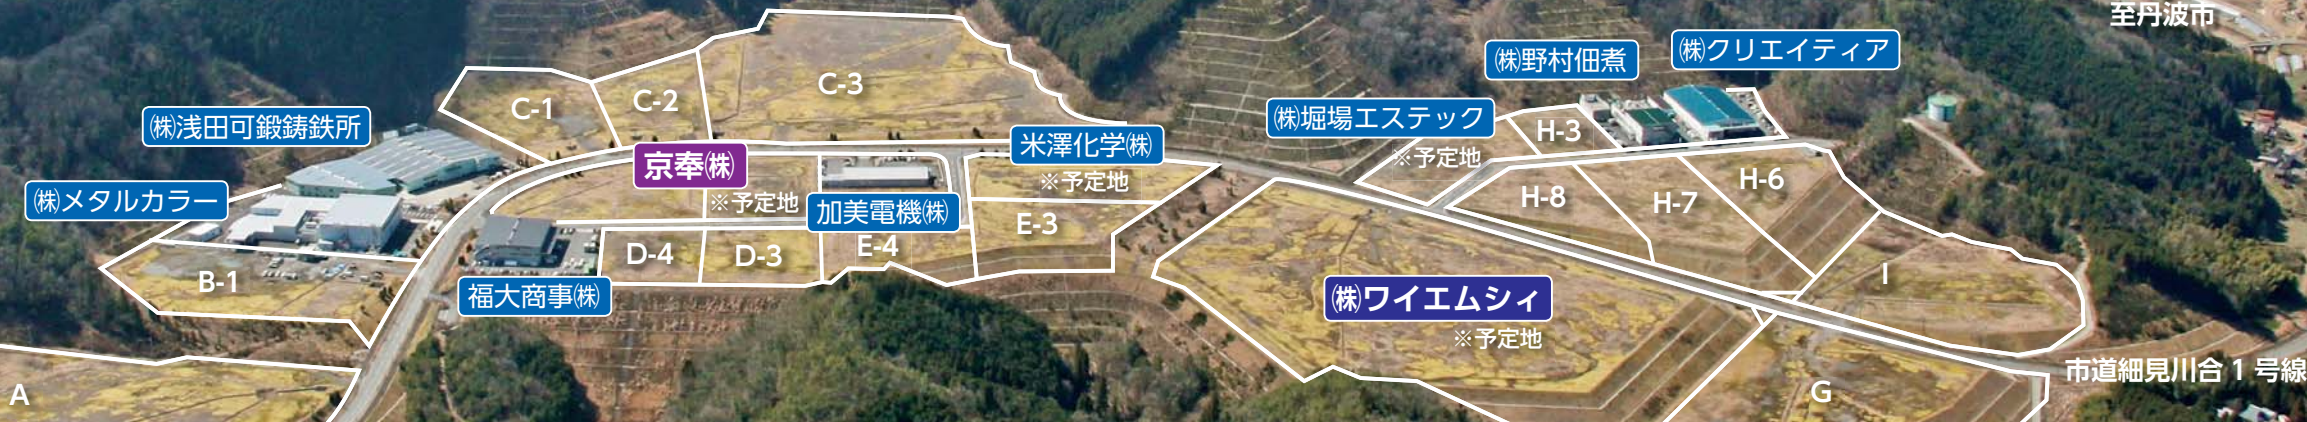 至丹波市
㈱野村佃煮
㈱クリエイティア
C-1
C-2
C-3
㈱浅田可鍛鋳鉄所
㈱堀場エステック
※予定地
H-3
京奉㈱
※予定地
米澤化学㈱
※予定地
㈱メタルカラー
加美電機㈱
H-8
H-7
H-6
E-3
D-4
D-3
E-4
B-1
I
福大商事㈱
㈱ワイエムシィ
※予定地
市道細見川合 1 号線
A
G